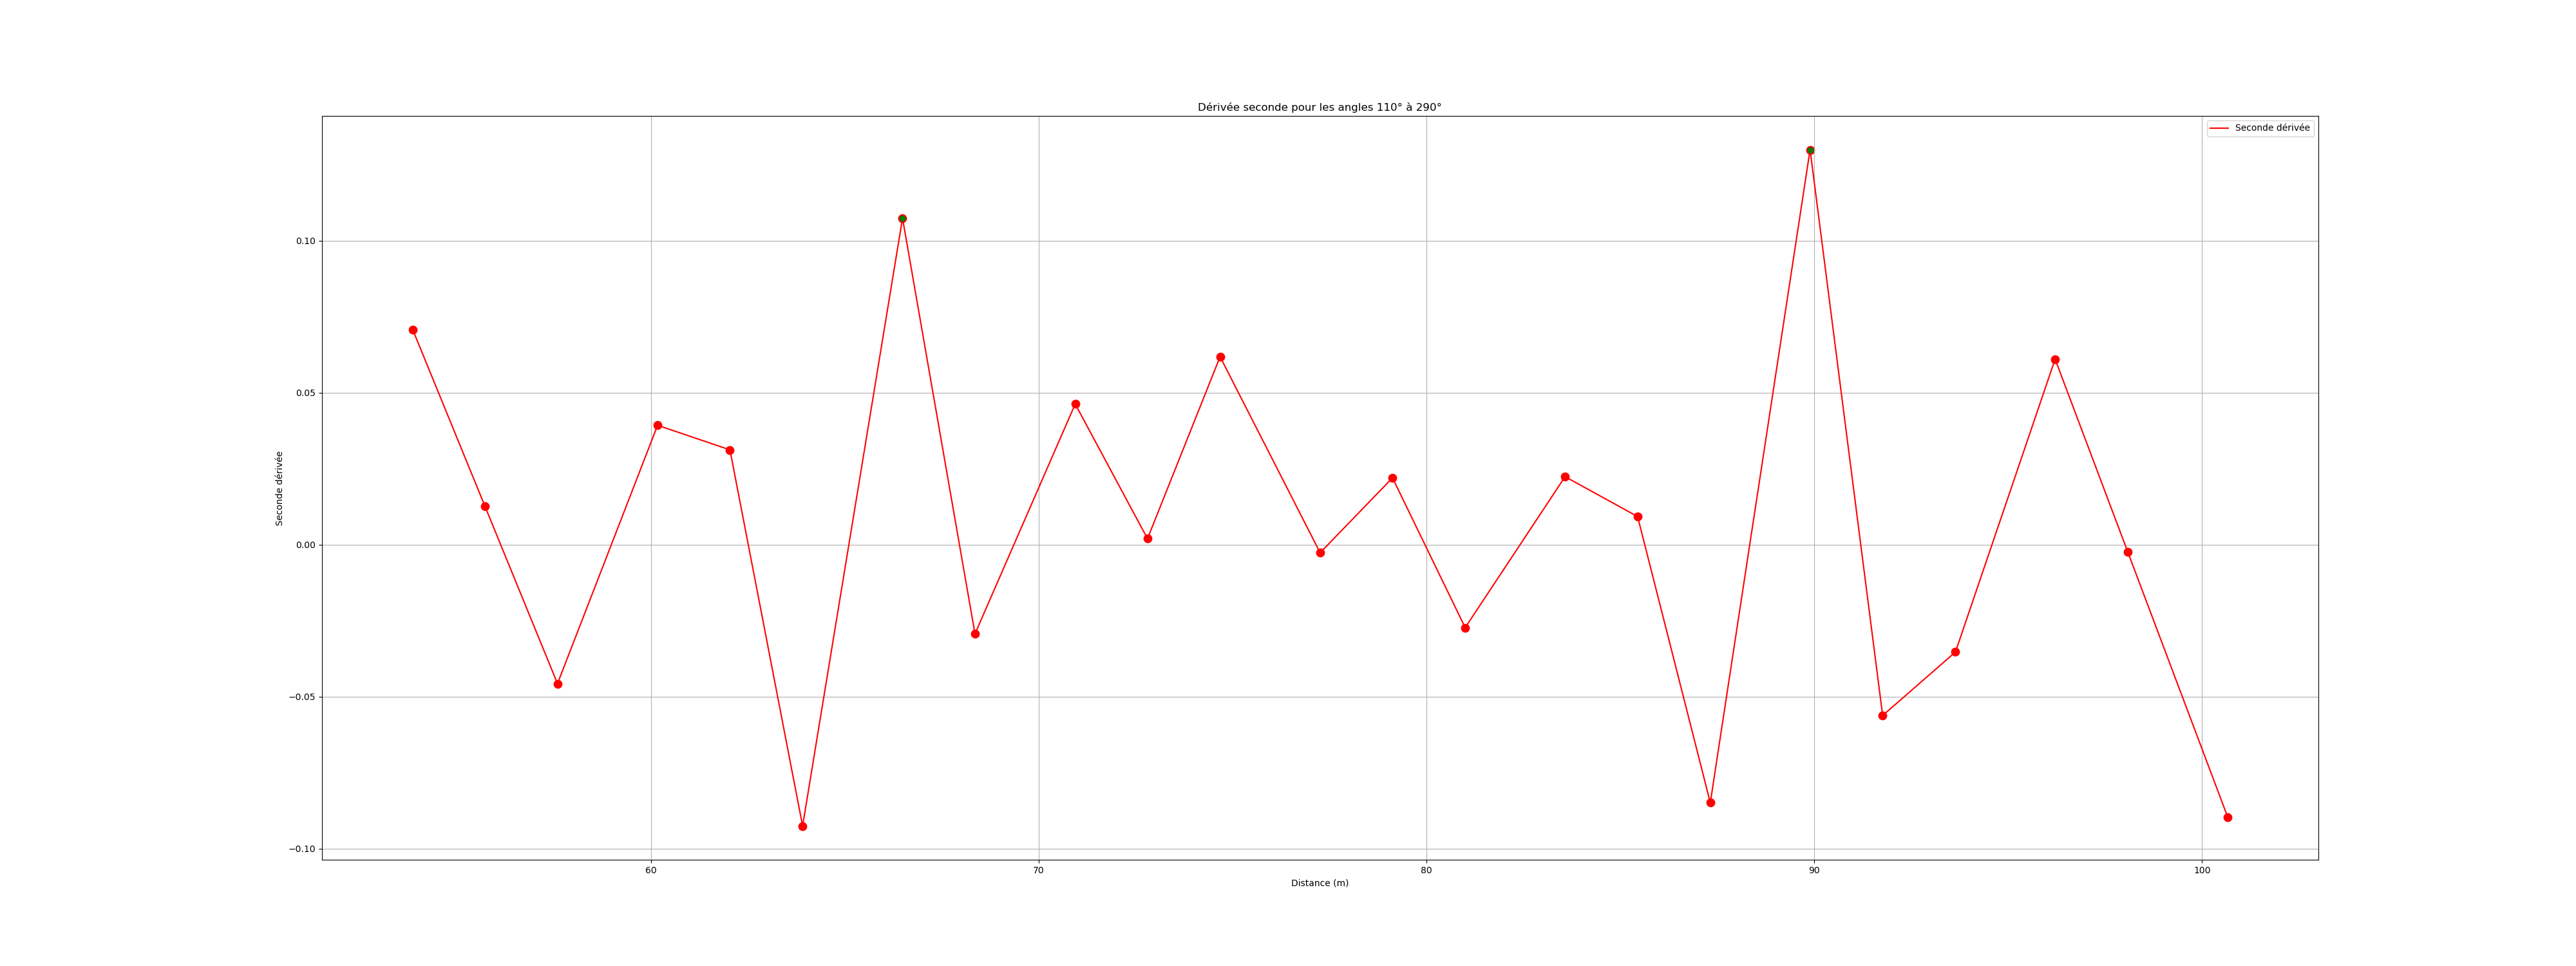 Dérivée seconde pour les angles 110° à 290°
Seconde dérivée
0.10
0.05
0.00
−0.05
−0.10
Seconde dérivée
60
70
80
90
100
Distance (m)